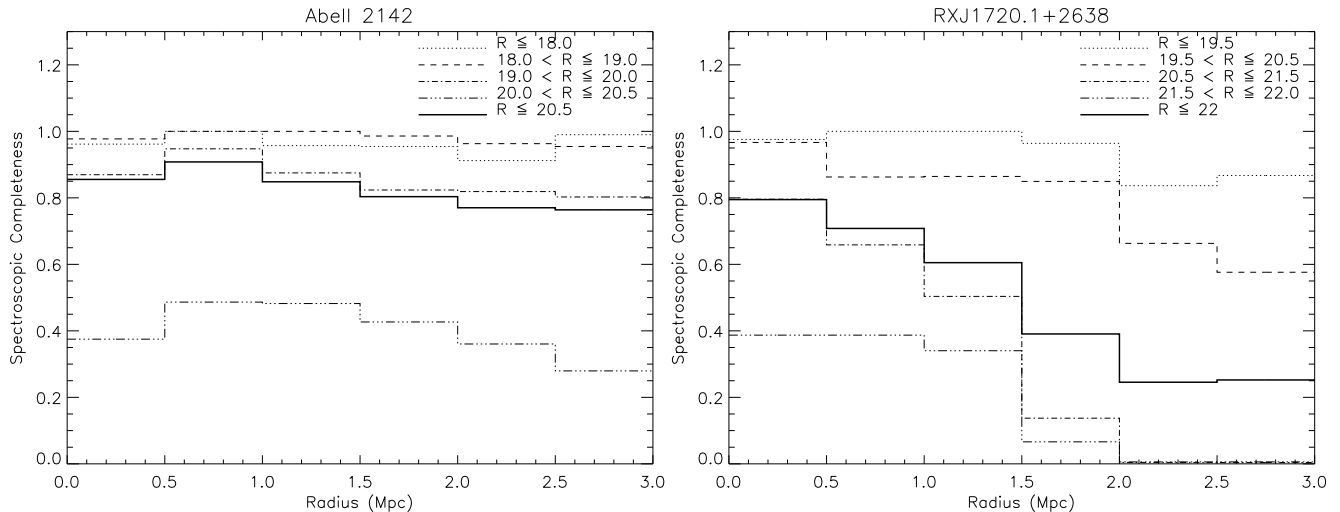 Abell 2142
R ≦ 18.0
18.0 < R ≦ 19.0
19.0 < R ≦ 20.0
20.0 < R ≦ 20.5
R ≦ 20.5
Spectroscopic Completeness
1.2
1.0
0.8
0.6
0.4
0.2
0.0
0.0 0.5 1.0 1.5 2.0 2.5 3.0
Radius (Mpc)
RXJ1720.1+2638
R ≦ 19.5
19.5 < R ≦ 20.5
20.5 < R ≦ 21.5
21.5 < R ≦ 22.0
R ≦ 22
Spectroscopic Completeness
1.2
1.0
0.8
0.6
0.4
0.2
0.0
0.0 0.5 1.0 1.5 2.0 2.5 3.0
Radius (Mpc)